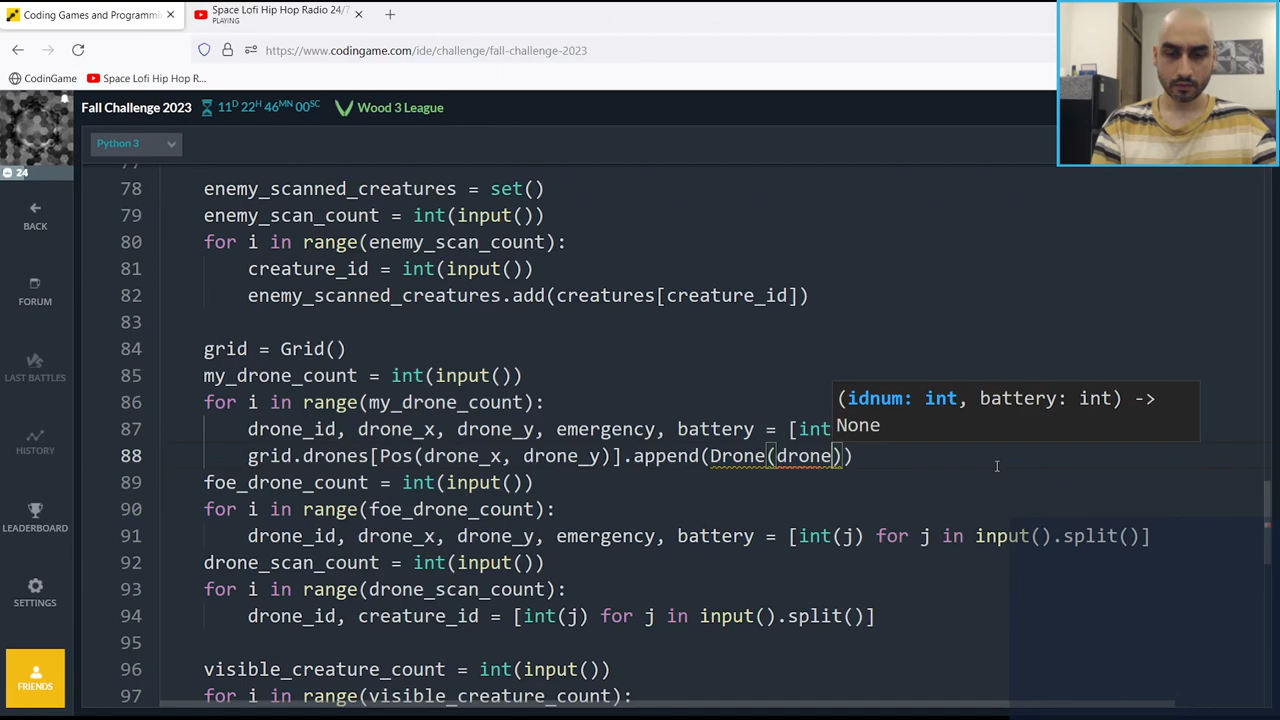 Coding Games and Programmin
Space Lofi Hip Hop Radio 24/7
PLAYING
https://www.codingame.com/ide/challenge/fall-challenge-2023
CodinGame
Space Lofi Hip Hop R...
Fall Challenge 2023
11D 22H 46MN 00SC
Wood 3 League
Python 3
24
BACK
FORUM
LAST BATTLES
HISTORY
LEADERBOARD
SETTINGS
FRIENDS
77
78 enemy_scanned_creatures = set()
79 enemy_scan_count = int(input())
80 for i in range(enemy_scan_count):
81 creature_id = int(input())
82 enemy_scanned_creatures.add(creatures[creature_id])
83
84 grid = Grid()
85 my_drone_count = int(input())
86 for i in range(my_drone_count):
(idnum: int, battery: int) ->
None
87 drone_id, drone_x, drone_y, emergency, battery = [int
88 grid.drones[Pos(drone_x, drone_y)].append(Drone(drone))
89 foe_drone_count = int(input())
90 for i in range(foe_drone_count):
91 drone_id, drone_x, drone_y, emergency, battery = [int(j) for j in input().split()]
92 drone_scan_count = int(input())
93 for i in range(drone_scan_count):
94 drone_id, creature_id = [int(j) for j in input().split()]
95
96 visible_creature_count = int(input())
97 for i in range(visible_creature_count):